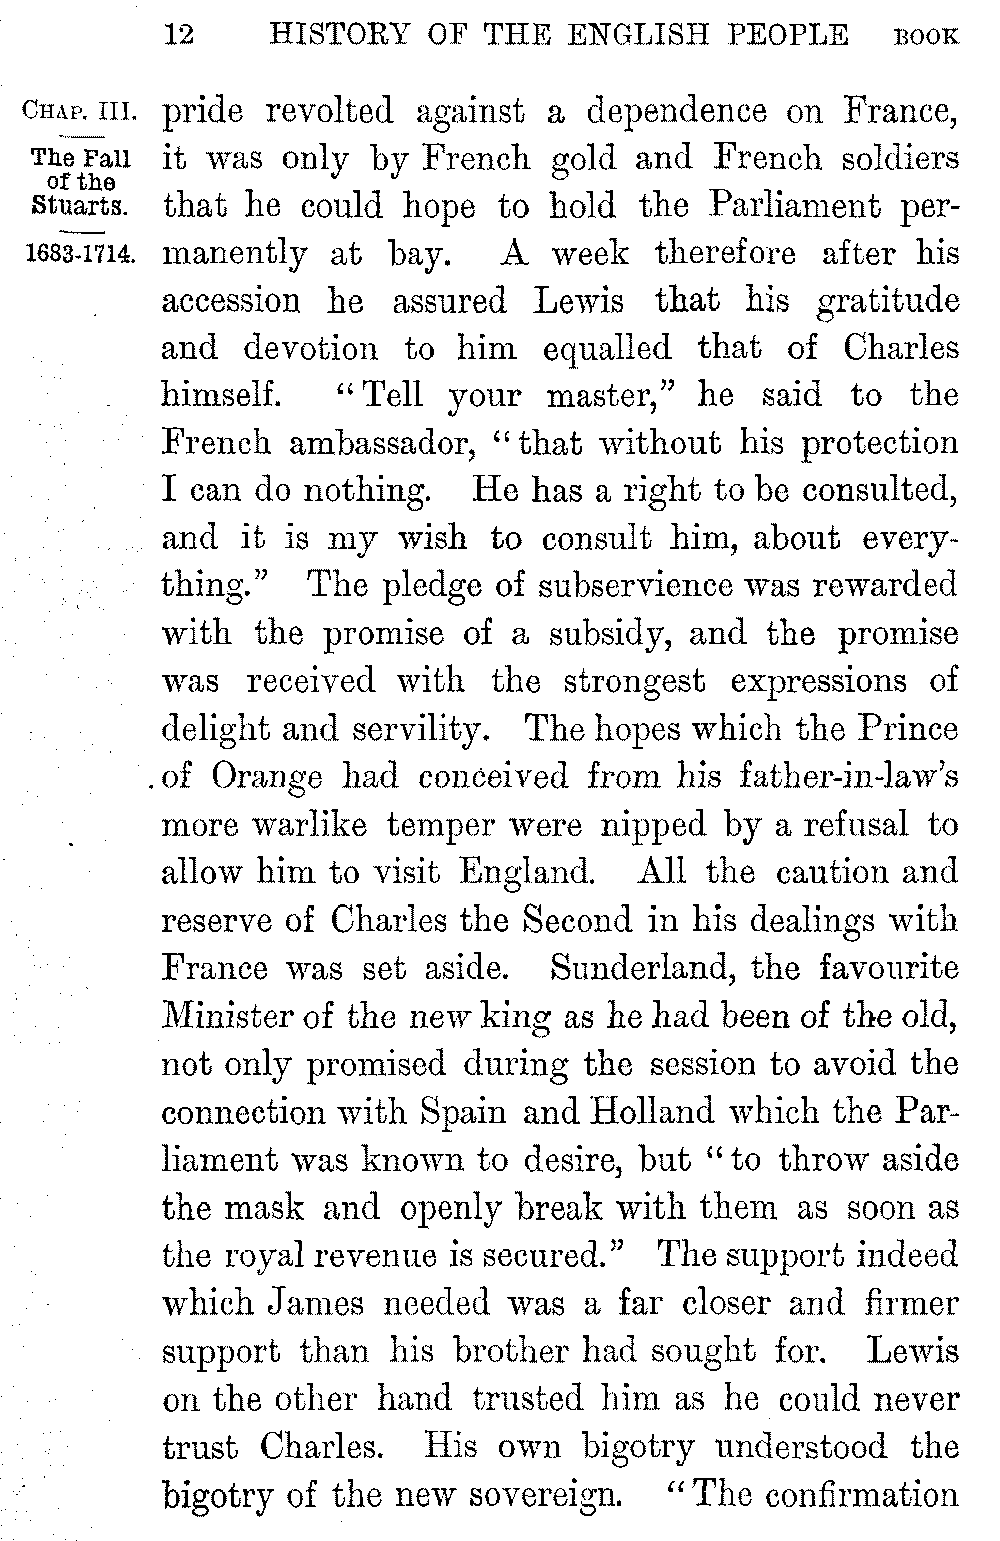 12 HISTORY OF THE ENGLISH PEOPLE BOOK
CHAP. III.
The Fall
of the
Stuarts.
1683-1714.
pride revolted against a dependence on France,
it was only by French gold and French soldiers
that he could hope to hold the Parliament per-
manently at bay. A week therefore after his
accession he assured Lewis that his gratitude
and devotion to him equalled that of Charles
himself. "Tell your master," he said to the
French ambassador, "that without his protection
I can do nothing. He has a right to be consulted,
and it is my wish to consult him, about every-
thing." The pledge of subservience was rewarded
with the promise of a subsidy, and the promise
was received with the strongest expressions of
delight and servility. The hopes which the Prince
of Orange had conceived from his father-in-law's
more warlike temper were nipped by a refusal to
allow him to visit England. All the caution and
reserve of Charles the Second in his dealings with
France was set aside. Sunderland, the favourite
Minister of the new king as he had been of the old,
not only promised during the session to avoid the
connection with Spain and Holland which the Par-
liament was known to desire, but "to throw aside
the mask and openly break with them as soon as
the royal revenue is secured." The support indeed
which James needed was a far closer and firmer
support than his brother had sought for. Lewis
on the other hand trusted him as he could never
trust Charles. His own bigotry understood the
bigotry of the new sovereign. "The confirmation